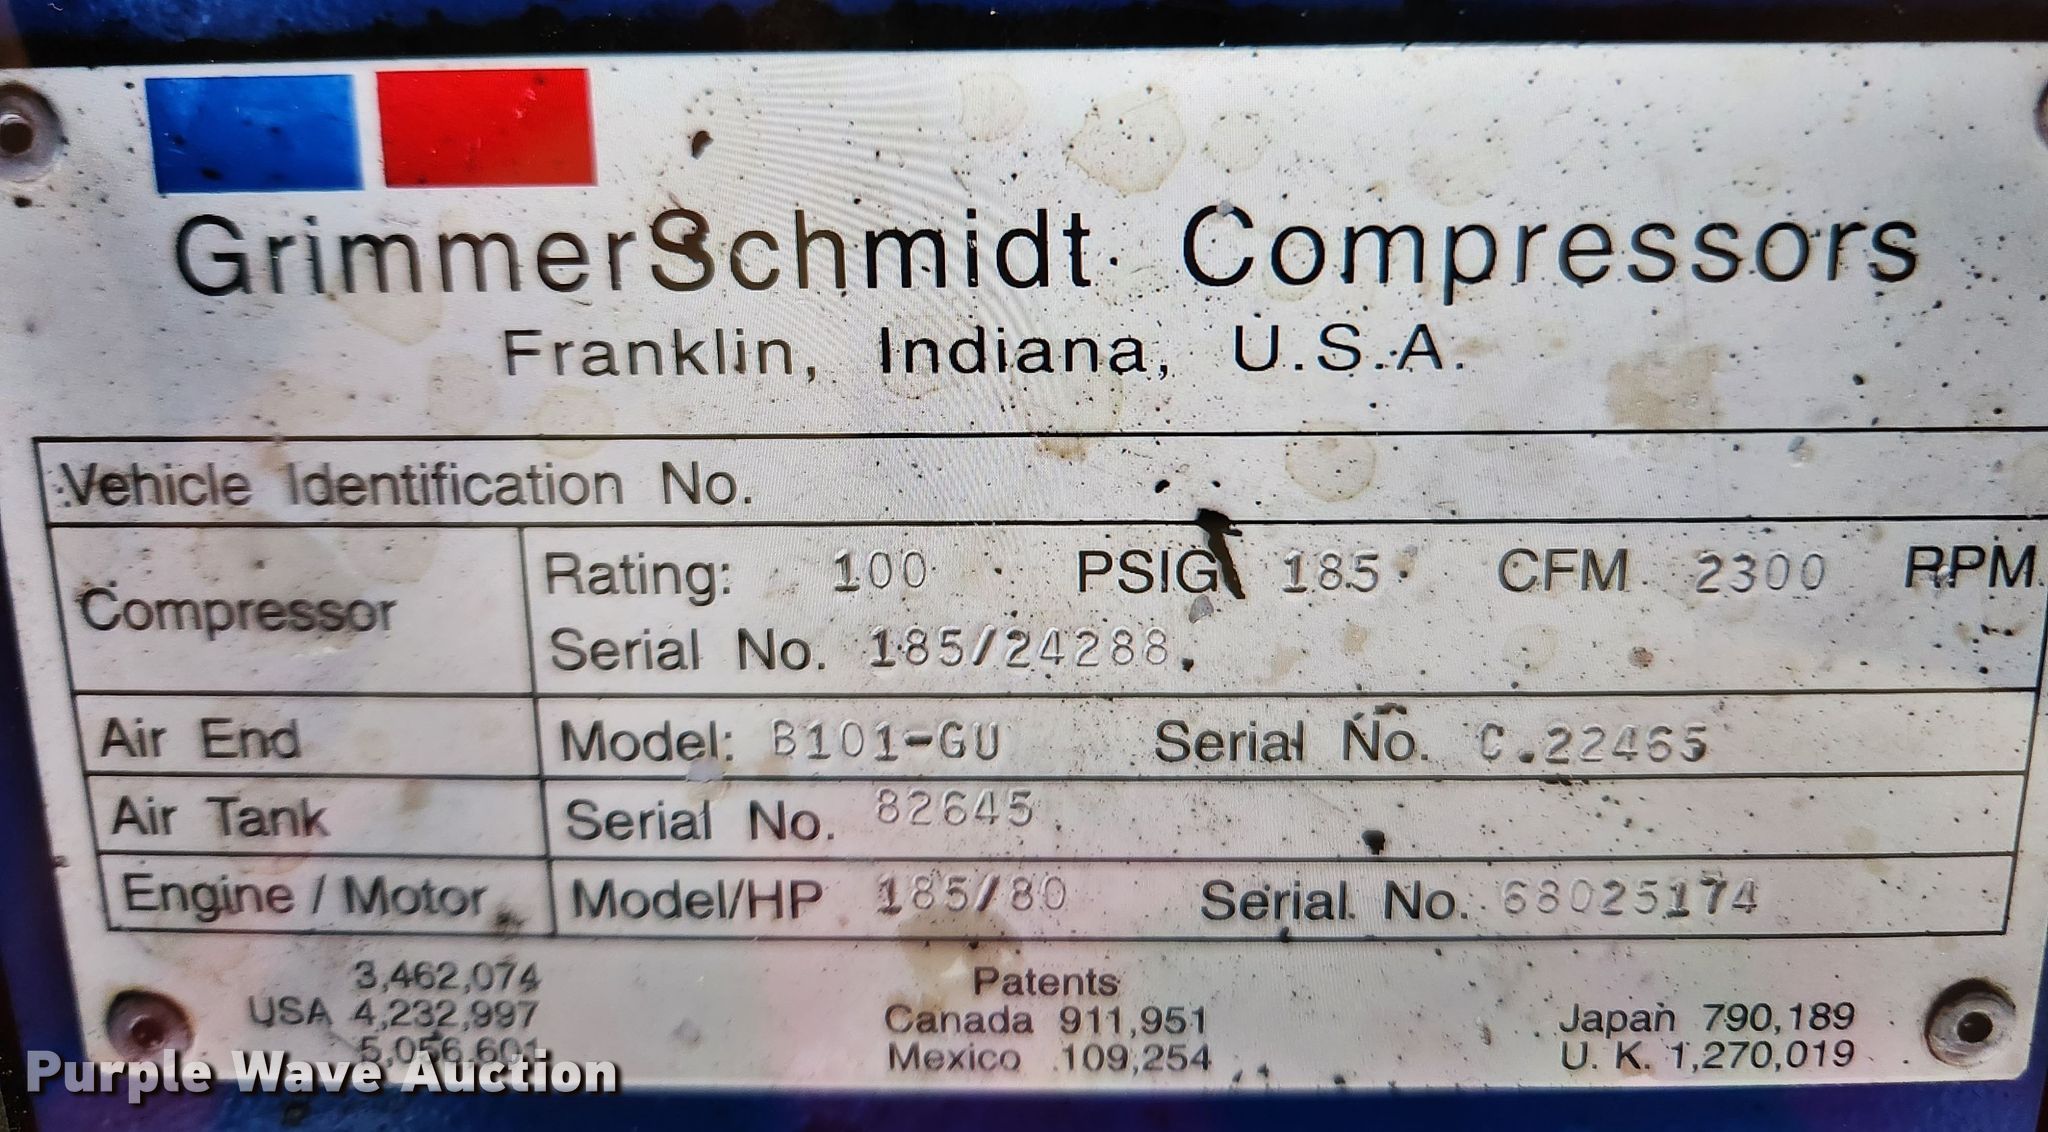 GrimmerSchmidt Compressors
Franklin, Indiana, U.S.A.
Vehicle Identification No.
Compressor
Rating: 100 PSIG 185 CFM 2300 RPM
Serial No. 185/24288
Air End Model: B101-GU Serial No. C.22465
Air Tank Serial No. 82645
Engine / Motor Model/HP 185/80 Serial No. 68025174
Patents
USA 3,462,074
4,232,997
5,056,601
Canada 911,951
Mexico 109,254
Japan 790,189
U. K. 1,270,019
Purple Wave Auction